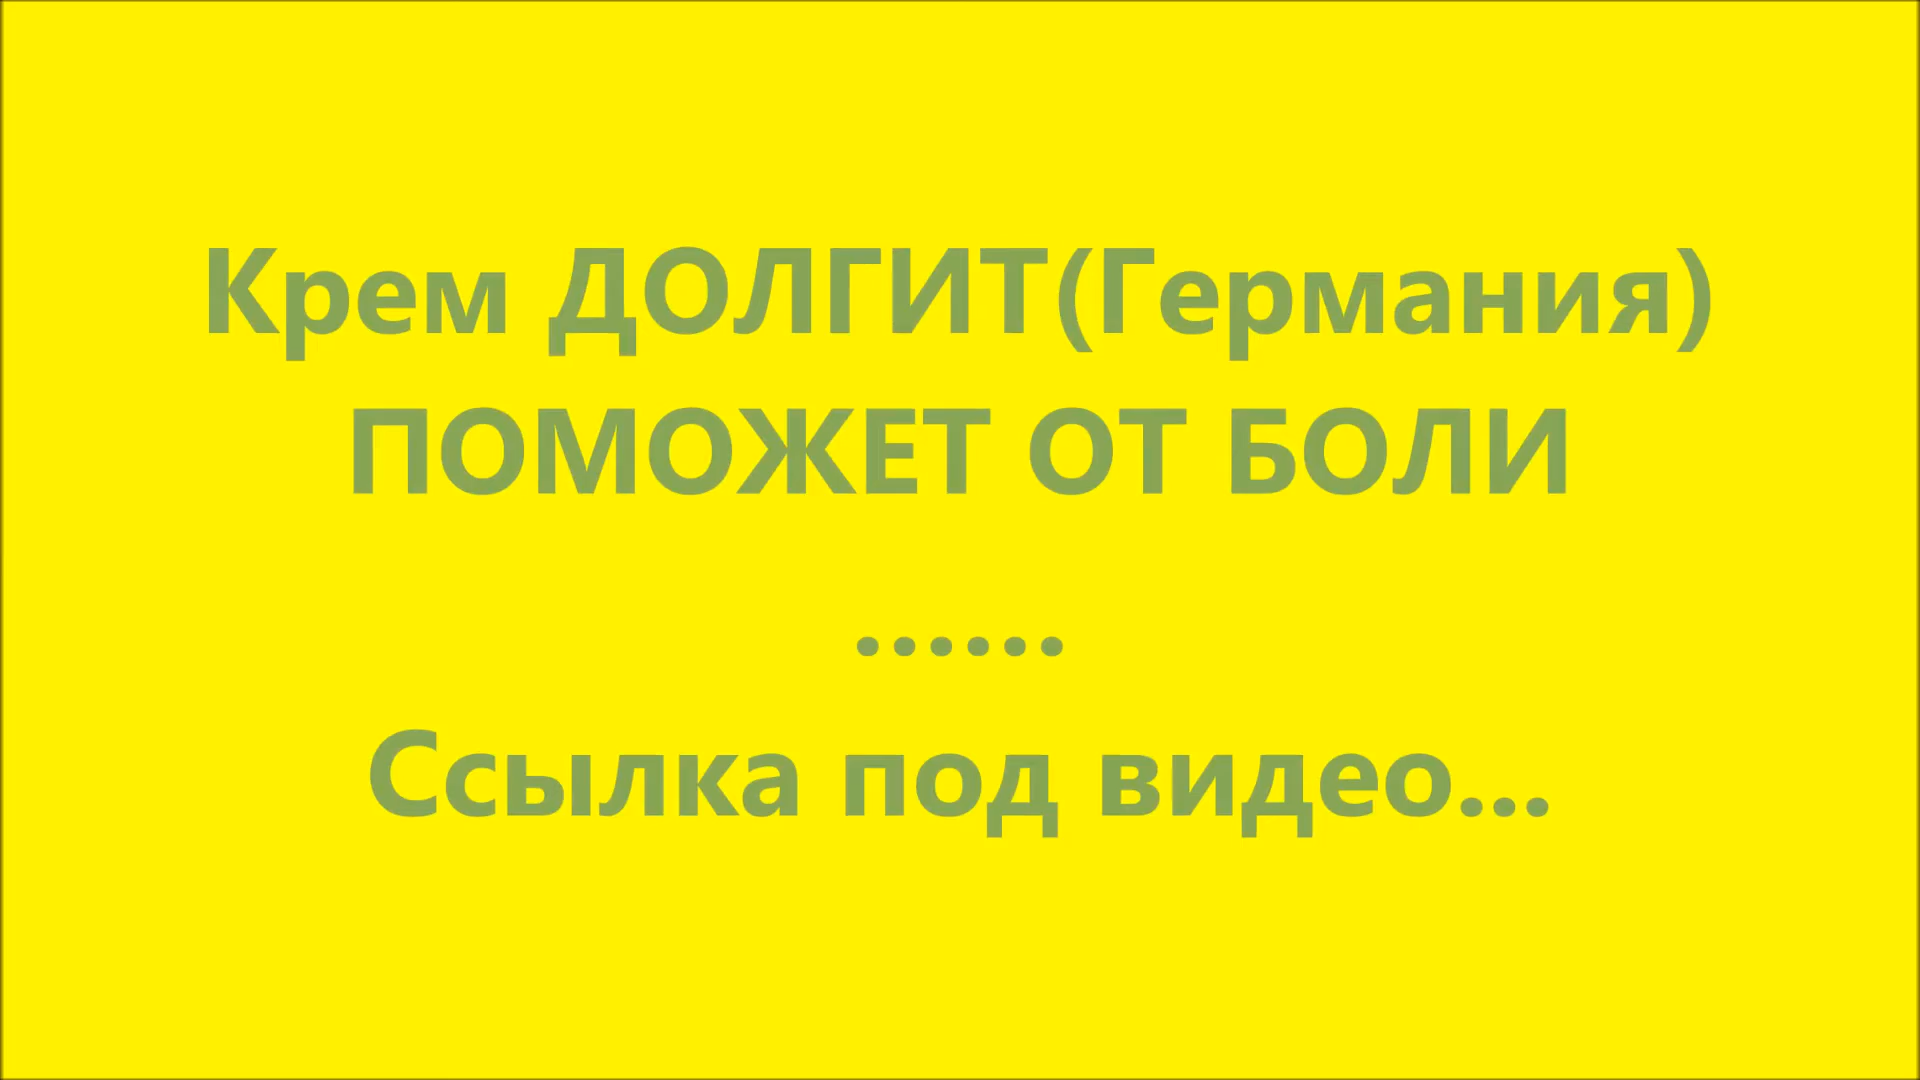 Крем ДОЛГИТ(Германия)
ПОМОЖЕТ ОТ БОЛИ
......
Ссылка под видео...